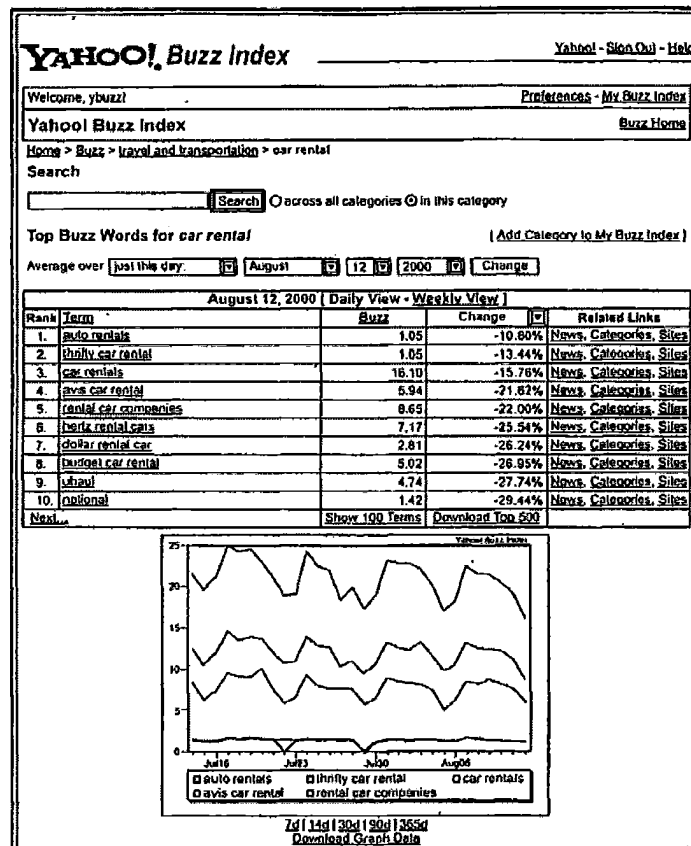 YAHOO! Buzz Index
Yahoo! - Sign Out - Help
Welcome, ybuzz!
Preferences - My Buzz Index
Yahoo! Buzz Index
Buzz Home
Home > Buzz > travel and transportation > car rental
Search
Search across all categories in this category
Top Buzz Words for car rental
[ Add Category to My Buzz Index ]
Average over just this day: August 12 2000 Change
August 12, 2000 [ Daily View - Weekly View ]
Rank Term Buzz Change Related Links
1. auto rentals 1.05 -10.60% News, Categories, Sites
2. thrifty car rental 1.05 -13.44% News, Categories, Sites
3. car rentals 16.10 -15.76% News, Categories, Sites
4. avis car rental 5.94 -21.62% News, Categories, Sites
5. rental car companies 8.65 -22.00% News, Categories, Sites
6. hertz rental cars 7.17 -25.54% News, Categories, Sites
7. dollar rental car 2.81 -26.24% News, Categories, Sites
8. budget car rental 5.02 -26.95% News, Categories, Sites
9. uhaul 4.74 -27.74% News, Categories, Sites
10. national 1.42 -29.44% News, Categories, Sites
Next... Show 100 Terms Download Top 500
Yahoo! Buzz Index
25
20
15
10
5
0
Jul16 Jul23 Jul30 Aug06
auto rentals thrifty car rental car rentals
avis car rental rental car companies
7d | 14d | 30d | 90d | 365d
Download Graph Data